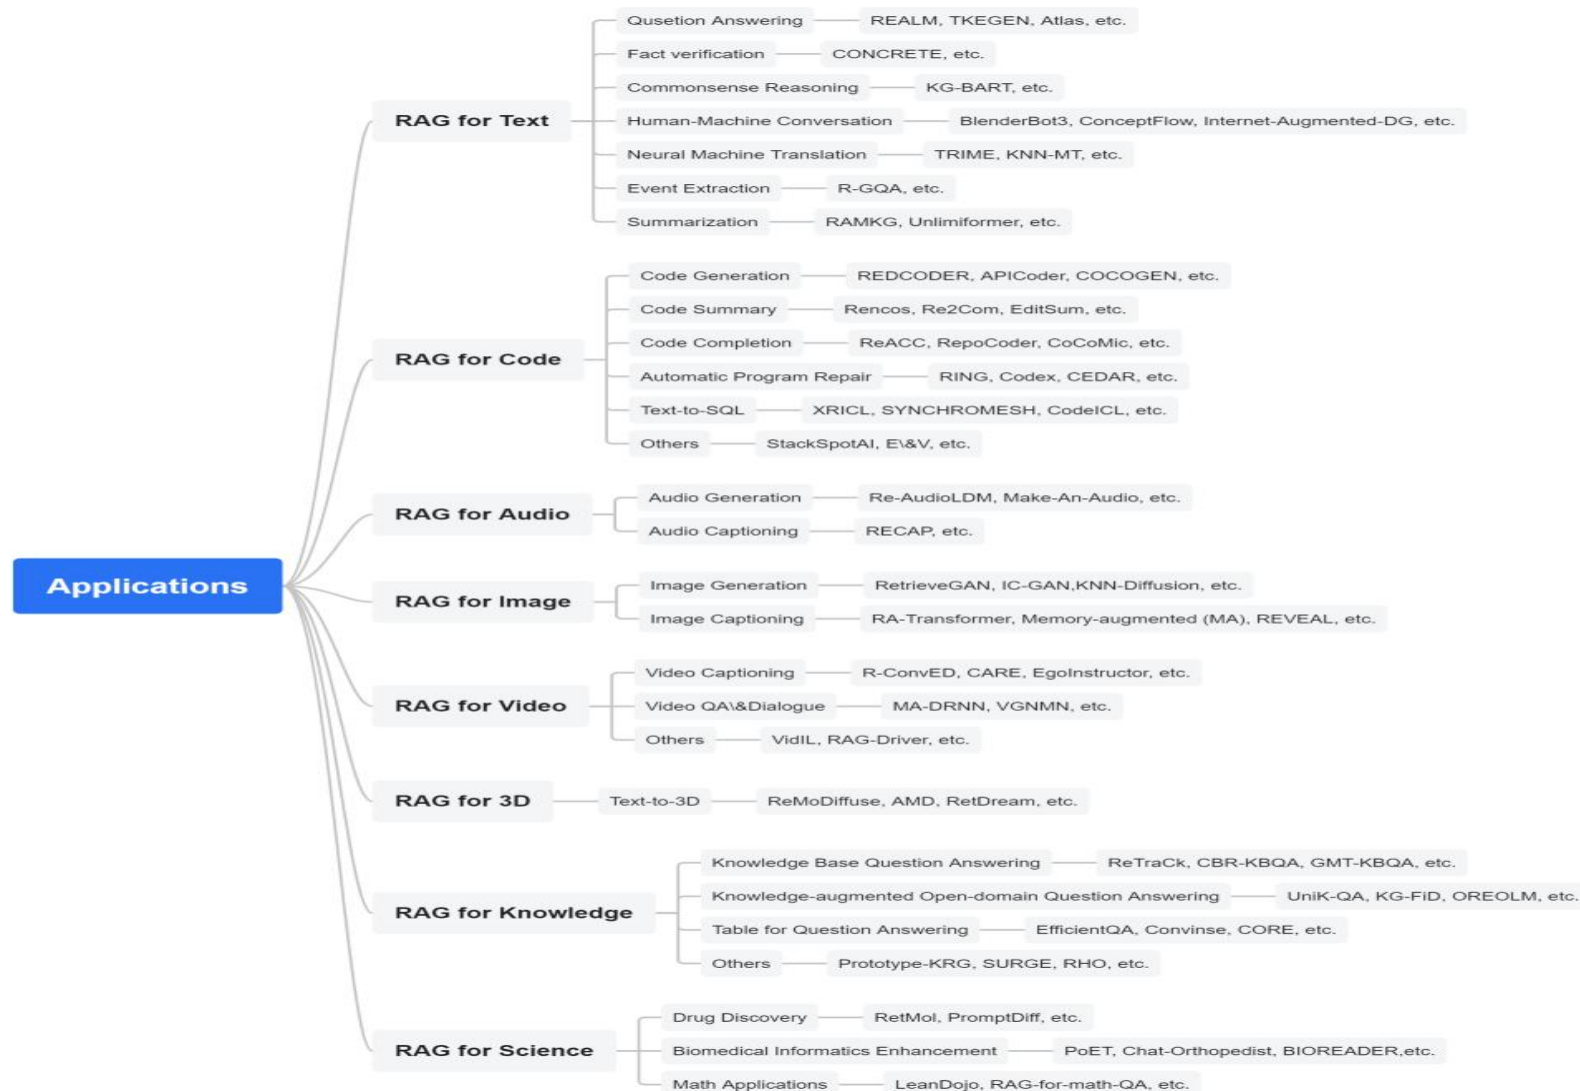 Applications
RAG for Text
Qusetion Answering
REALM, TKEGEN, Atlas, etc.
Fact verification
CONCRETE, etc.
Commonsense Reasoning
KG-BART, etc.
Human-Machine Conversation
BlenderBot3, ConceptFlow, Internet-Augmented-DG, etc.
Neural Machine Translation
TRIME, KNN-MT, etc.
Event Extraction
R-GQA, etc.
Summarization
RAMKG, Unlimiformer, etc.
RAG for Code
Code Generation
REDCODER, APICoder, COCOGEN, etc.
Code Summary
Rencos, Re2Com, EditSum, etc.
Code Completion
ReACC, RepoCoder, CoCoMic, etc.
Automatic Program Repair
RING, Codex, CEDAR, etc.
Text-to-SQL
XRICL, SYNCHROMESH, CodeICL, etc.
Others
StackSpotAI, E\&V, etc.
RAG for Audio
Audio Generation
Re-AudioLDM, Make-An-Audio, etc.
Audio Captioning
RECAP, etc.
RAG for Image
Image Generation
RetrieveGAN, IC-GAN,KNN-Diffusion, etc.
Image Captioning
RA-Transformer, Memory-augmented (MA), REVEAL, etc.
RAG for Video
Video Captioning
R-ConvED, CARE, EgoInstructor, etc.
Video QA\&Dialogue
MA-DRNN, VGNMN, etc.
Others
VidIL, RAG-Driver, etc.
RAG for 3D
Text-to-3D
ReMoDiffuse, AMD, RetDream, etc.
RAG for Knowledge
Knowledge Base Question Answering
ReTraCk, CBR-KBQA, GMT-KBQA, etc.
Knowledge-augmented Open-domain Question Answering
UniK-QA, KG-FiD, OREOLM, etc.
Table for Question Answering
EfficientQA, Convinse, CORE, etc.
Others
Prototype-KRG, SURGE, RHO, etc.
RAG for Science
Drug Discovery
RetMol, PromptDiff, etc.
Biomedical Informatics Enhancement
PoET, Chat-Orthopedist, BIOREADER,etc.
Math Applications
LeanDojo, RAG-for-math-QA, etc.